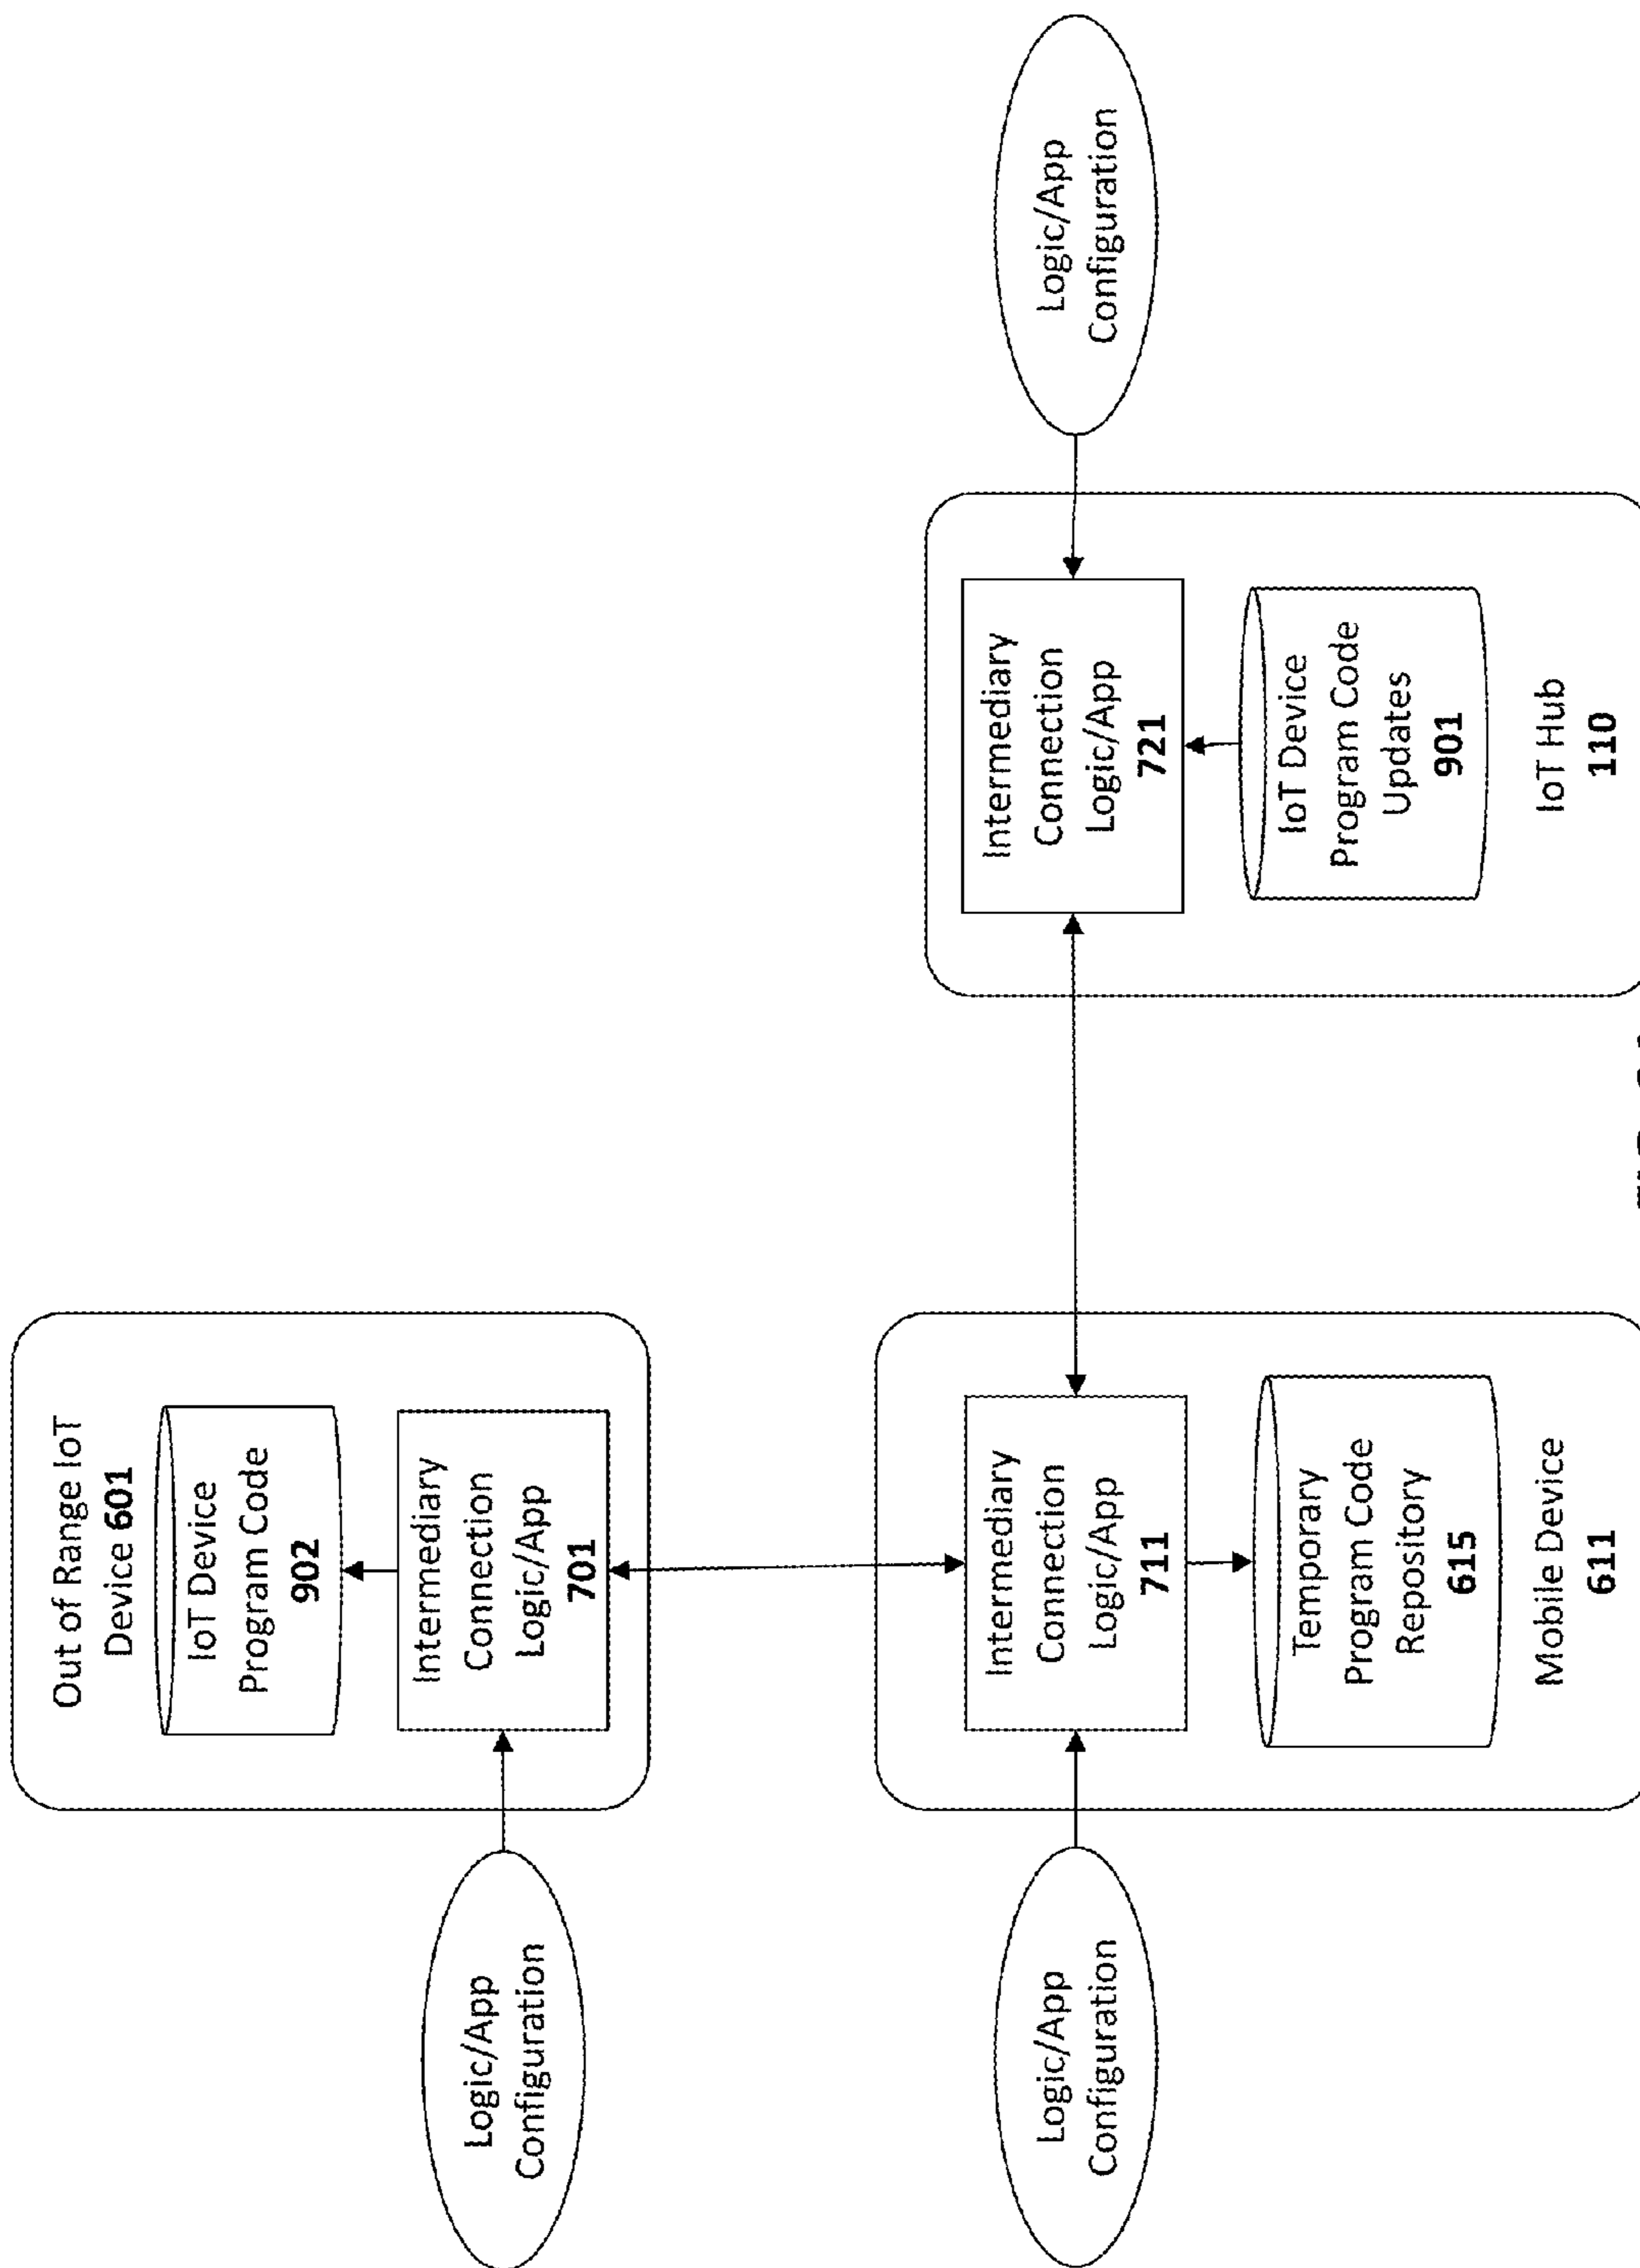 Out of Range IoT
Device 601
IoT Device
Program Code
902
Logic/App
Configuration
Intermediary
Connection
Logic/App
701
Logic/App
Configuration
Intermediary
Connection
Logic/App
711
Temporary
Program Code
Repository
615
Mobile Device
611
Intermediary
Connection
Logic/App
721
IoT Device
Program Code
Updates
901
IoT Hub
110
Logic/App
Configuration